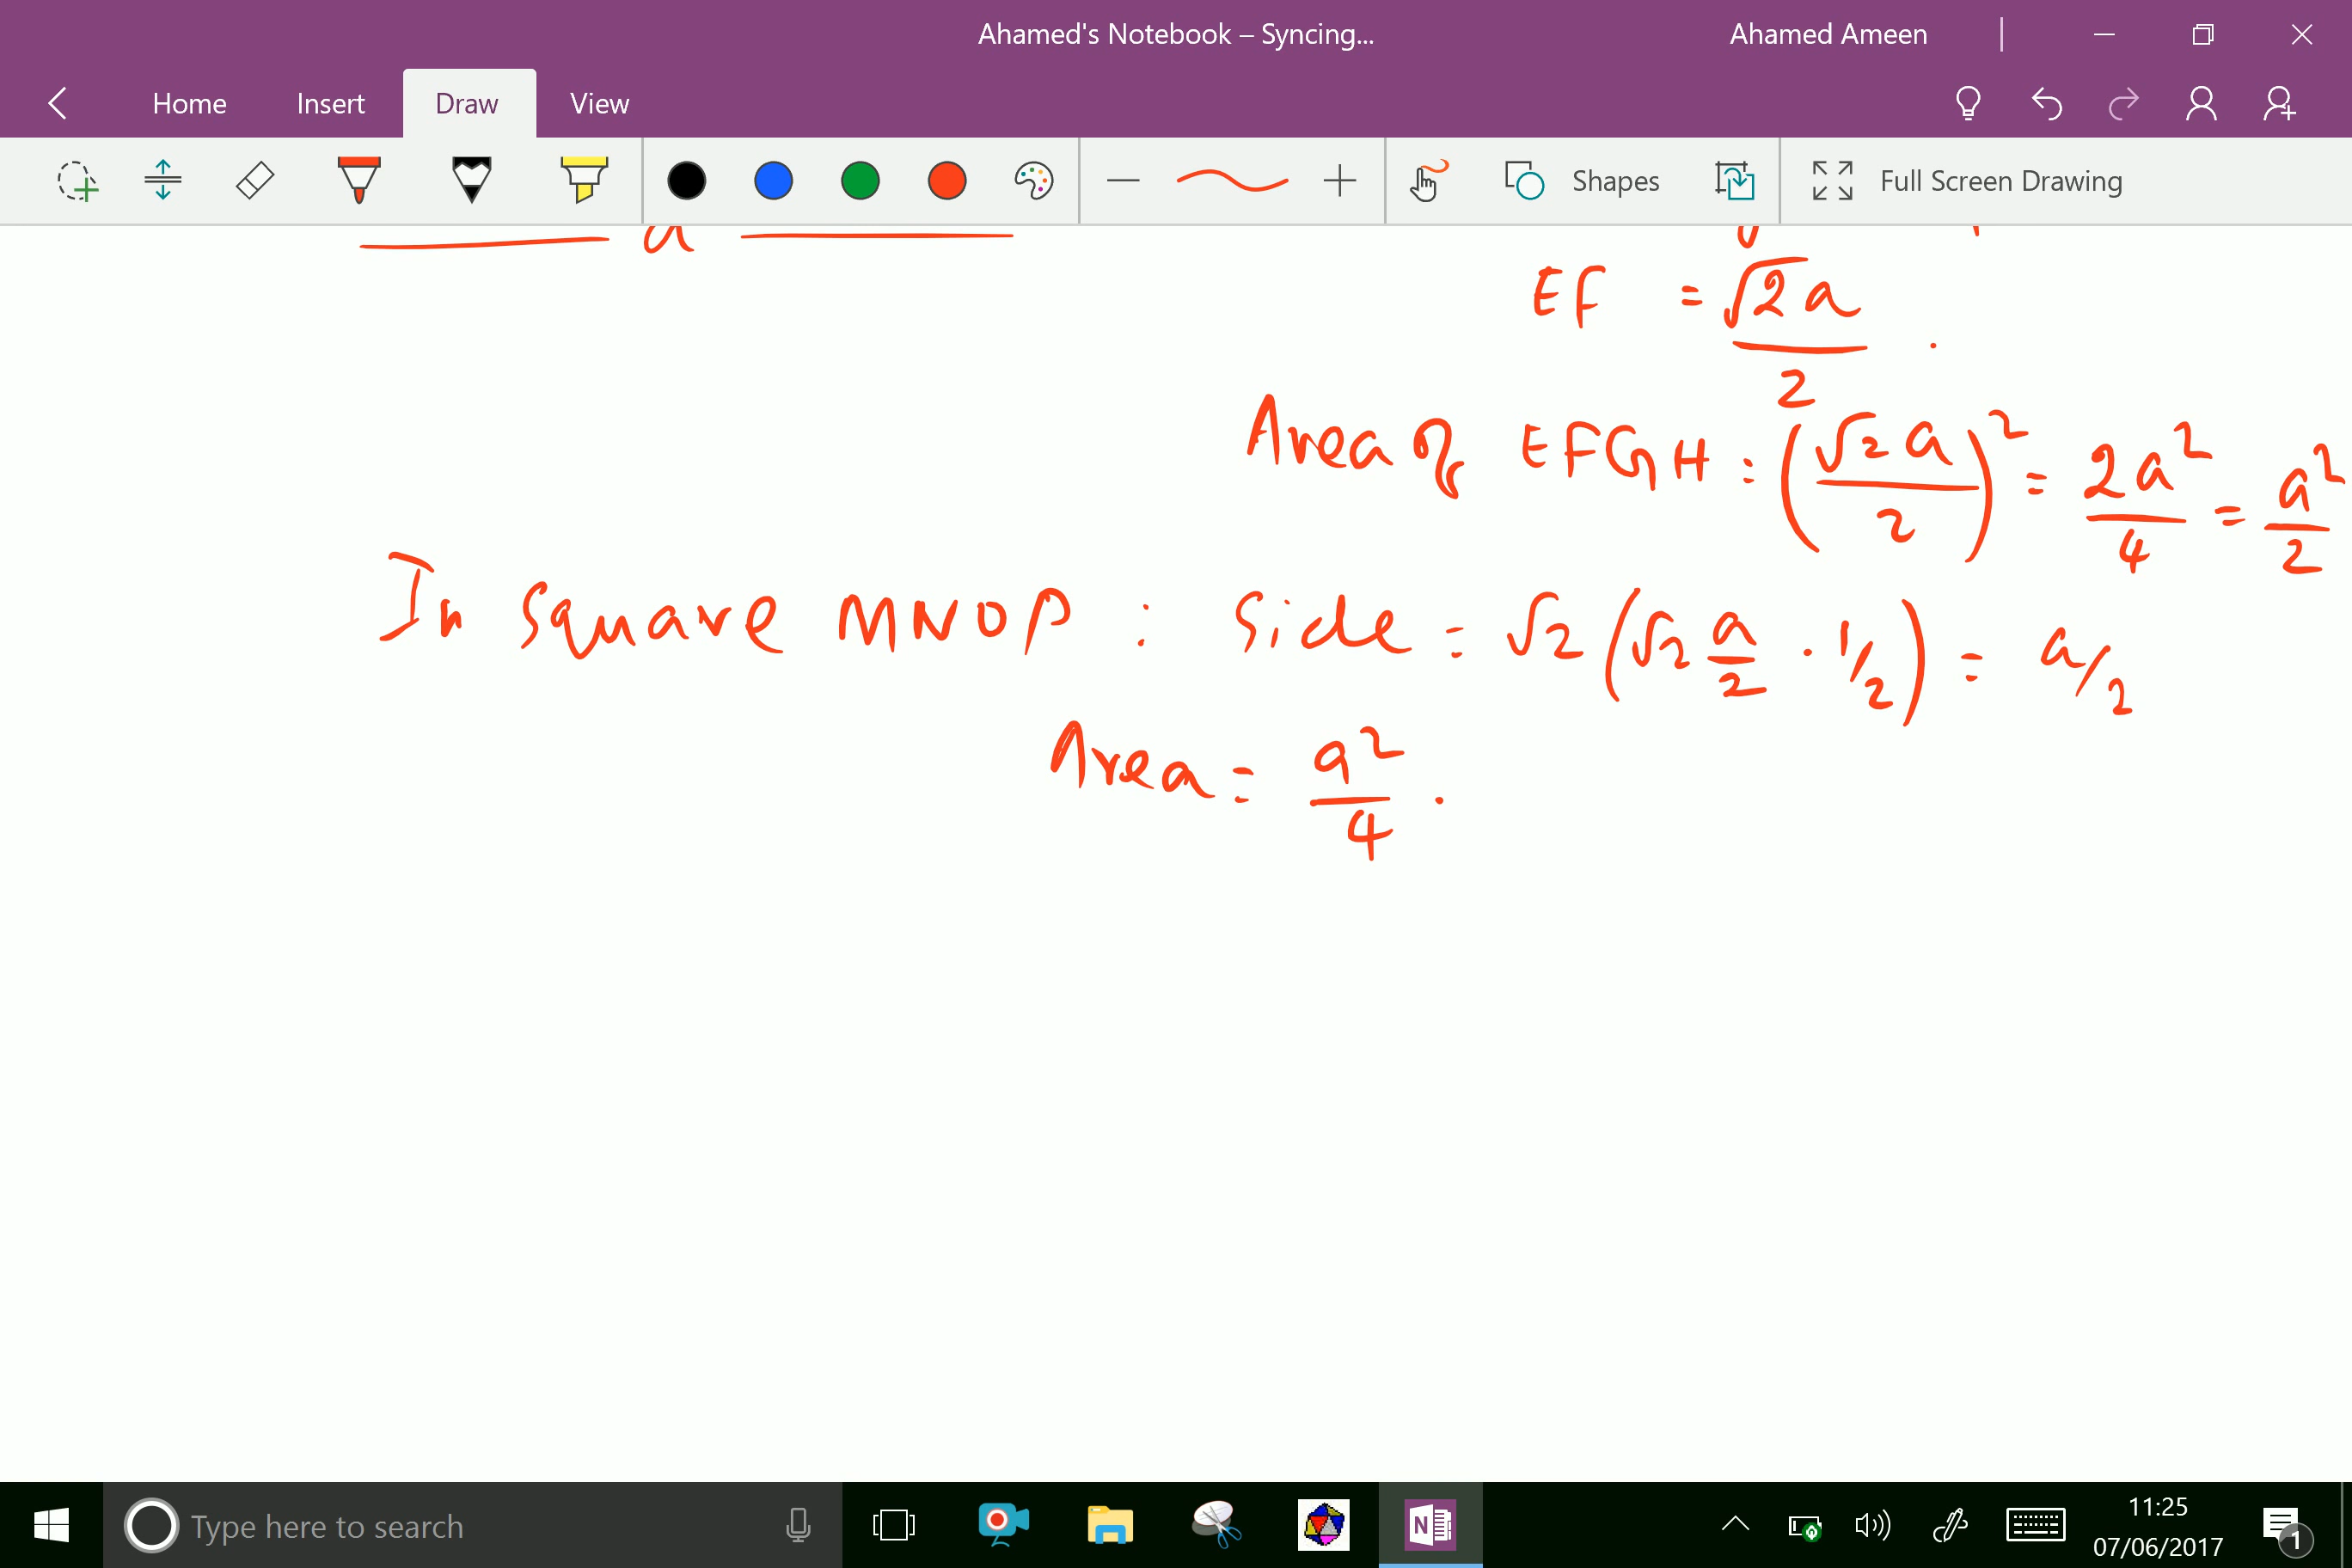 Ahamed's Notebook – Syncing...
Ahamed Ameen
Home Insert Draw View
Shapes
Full Screen Drawing
a
EF = √2a / 2 .
Area of EFGH : (√2a / 2)² = 2a² / 4 = a² / 2
In square MNOP : Side = √2 (√2 a/2 · 1/2) = a/2
Area = a² / 4 .
Type here to search
N
11:25
07/06/2017
1